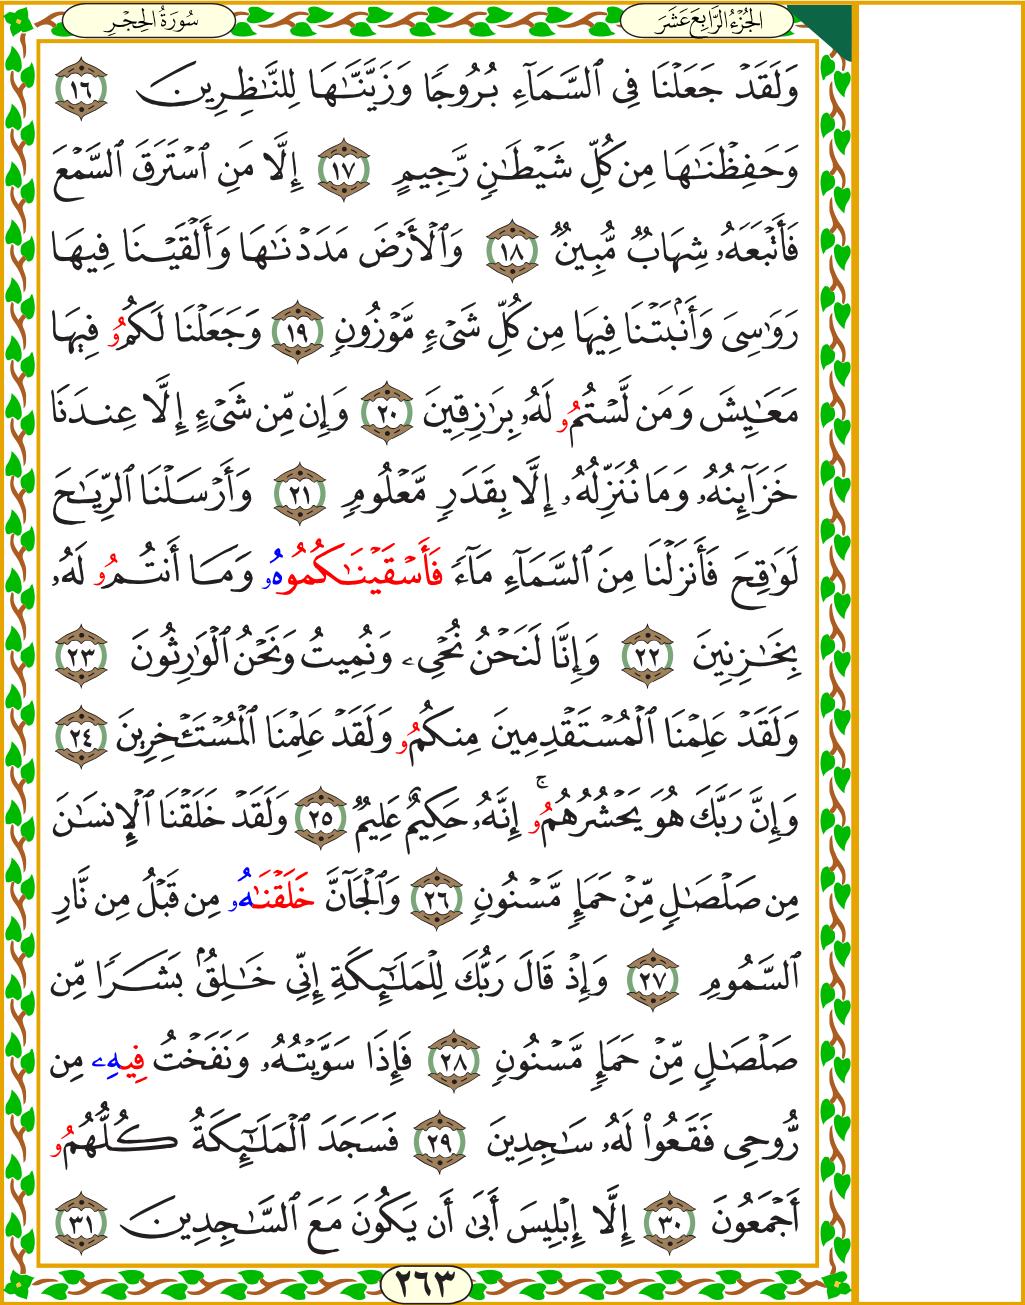 الجُزْءُ الرَّابِعَ عَشَرَ
سُورَةُ الحِجْرِ
وَلَقَدْ جَعَلْنَا فِى ٱلسَّمَآءِ بُرُوجًا وَزَيَّنَّٰهَا لِلنَّٰظِرِينَ ١٦
وَحَفِظْنَٰهَا مِن كُلِّ شَيْطَٰنٍ رَّجِيمٍ ١٧ إِلَّا مَنِ ٱسْتَرَقَ ٱلسَّمْعَ
فَأَتْبَعَهُۥ شِهَابٌ مُّبِينٌ ١٨ وَٱلْأَرْضَ مَدَدْنَٰهَا وَأَلْقَيْنَا فِيهَا
رَوَٰسِىَ وَأَنۢبَتْنَا فِيهَا مِن كُلِّ شَىْءٍ مَّوْزُونٍ ١٩ وَجَعَلْنَا لَكُمُۥ فِيهَا
مَعَٰيِشَ وَمَن لَّسْتُمُۥ لَهُۥ بِرَٰزِقِينَ ٢٠ وَإِن مِّن شَىْءٍ إِلَّا عِندَنَا
خَزَآئِنُهُۥ وَمَا نُنَزِّلُهُۥ إِلَّا بِقَدَرٍ مَّعْلُومٍ ٢١ وَأَرْسَلْنَا ٱلرِّيَٰحَ
لَوَٰقِحَ فَأَنزَلْنَا مِنَ ٱلسَّمَآءِ مَآءً فَأَسْقَيْنَٰكُمُوهُۥ وَمَا أَنتُمُۥ لَهُۥ
بِخَٰزِنِينَ ٢٢ وَإِنَّا لَنَحْنُ نُحْىِۦ وَنُمِيتُ وَنَحْنُ ٱلْوَٰرِثُونَ ٢٣
وَلَقَدْ عَلِمْنَا ٱلْمُسْتَقْدِمِينَ مِنكُمُۥ وَلَقَدْ عَلِمْنَا ٱلْمُسْتَـْٔخِرِينَ ٢٤
وَإِنَّ رَبَّكَ هُوَ يَحْشُرُهُمُۥ ۚ إِنَّهُۥ حَكِيمٌ عَلِيمٌ ٢٥ وَلَقَدْ خَلَقْنَا ٱلْإِنسَٰنَ
مِن صَلْصَٰلٍ مِّنْ حَمَإٍ مَّسْنُونٍ ٢٦ وَٱلْجَآنَّ خَلَقْنَٰهُۥ مِن قَبْلُ مِن نَّارِ
ٱلسَّمُومِ ٢٧ وَإِذْ قَالَ رَبُّكَ لِلْمَلَٰٓئِكَةِ إِنِّى خَٰلِقٌۢ بَشَرًا مِّن
صَلْصَٰلٍ مِّنْ حَمَإٍ مَّسْنُونٍ ٢٨ فَإِذَا سَوَّيْتُهُۥ وَنَفَخْتُ فِيهِۦ مِن
رُّوحِى فَقَعُوا۟ لَهُۥ سَٰجِدِينَ ٢٩ فَسَجَدَ ٱلْمَلَٰٓئِكَةُ كُلُّهُمُۥ
أَجْمَعُونَ ٣٠ إِلَّا إِبْلِيسَ أَبَىٰ أَن يَكُونَ مَعَ ٱلسَّٰجِدِينَ ٣١
٢٦٣